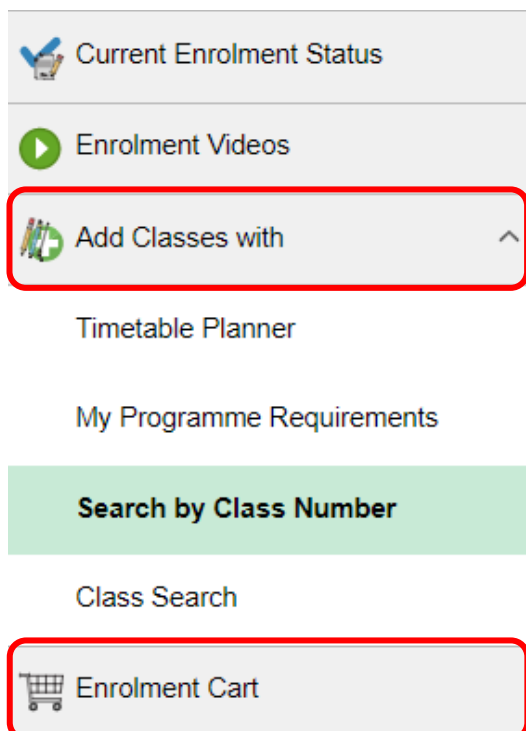 Current Enrolment Status
Enrolment Videos
Add Classes with
Timetable Planner
My Programme Requirements
Search by Class Number
Class Search
Enrolment Cart